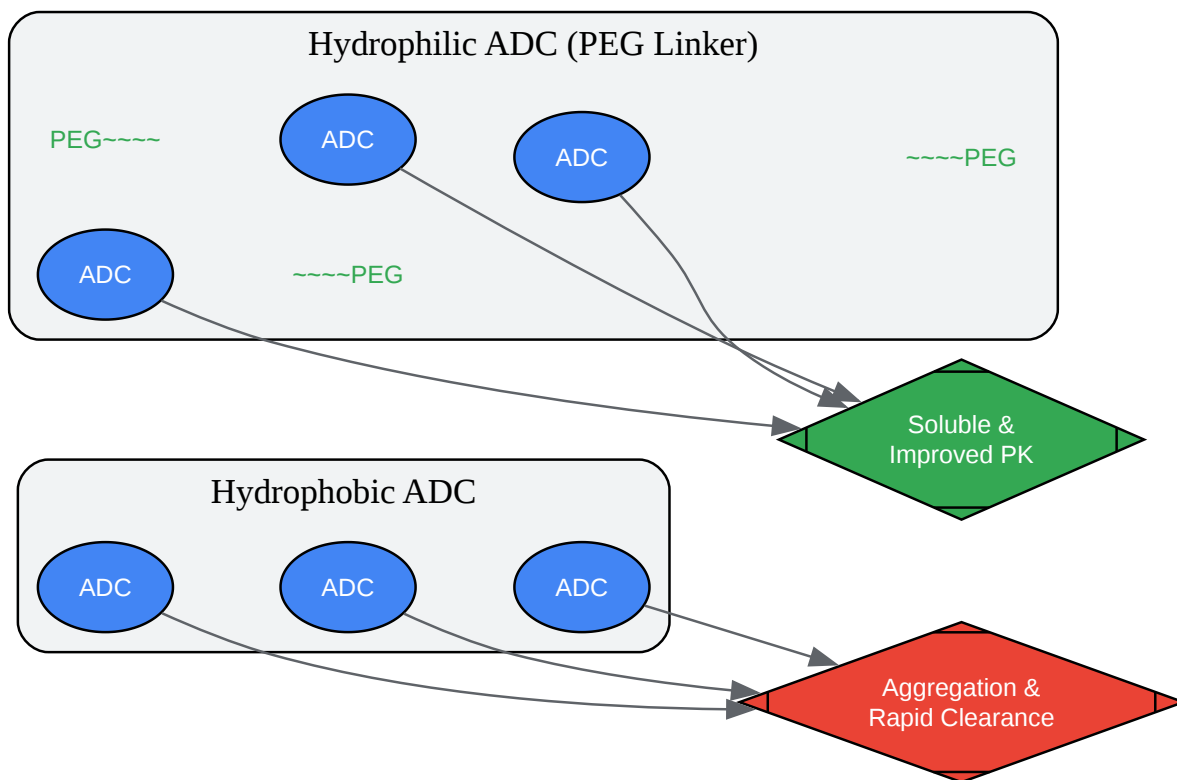 Hydrophilic ADC (PEG Linker)
PEG~~~~
ADC
ADC
~~~~PEG
ADC
~~~~PEG
Soluble &
Improved PK
Hydrophobic ADC
ADC
ADC
ADC
Aggregation &
Rapid Clearance